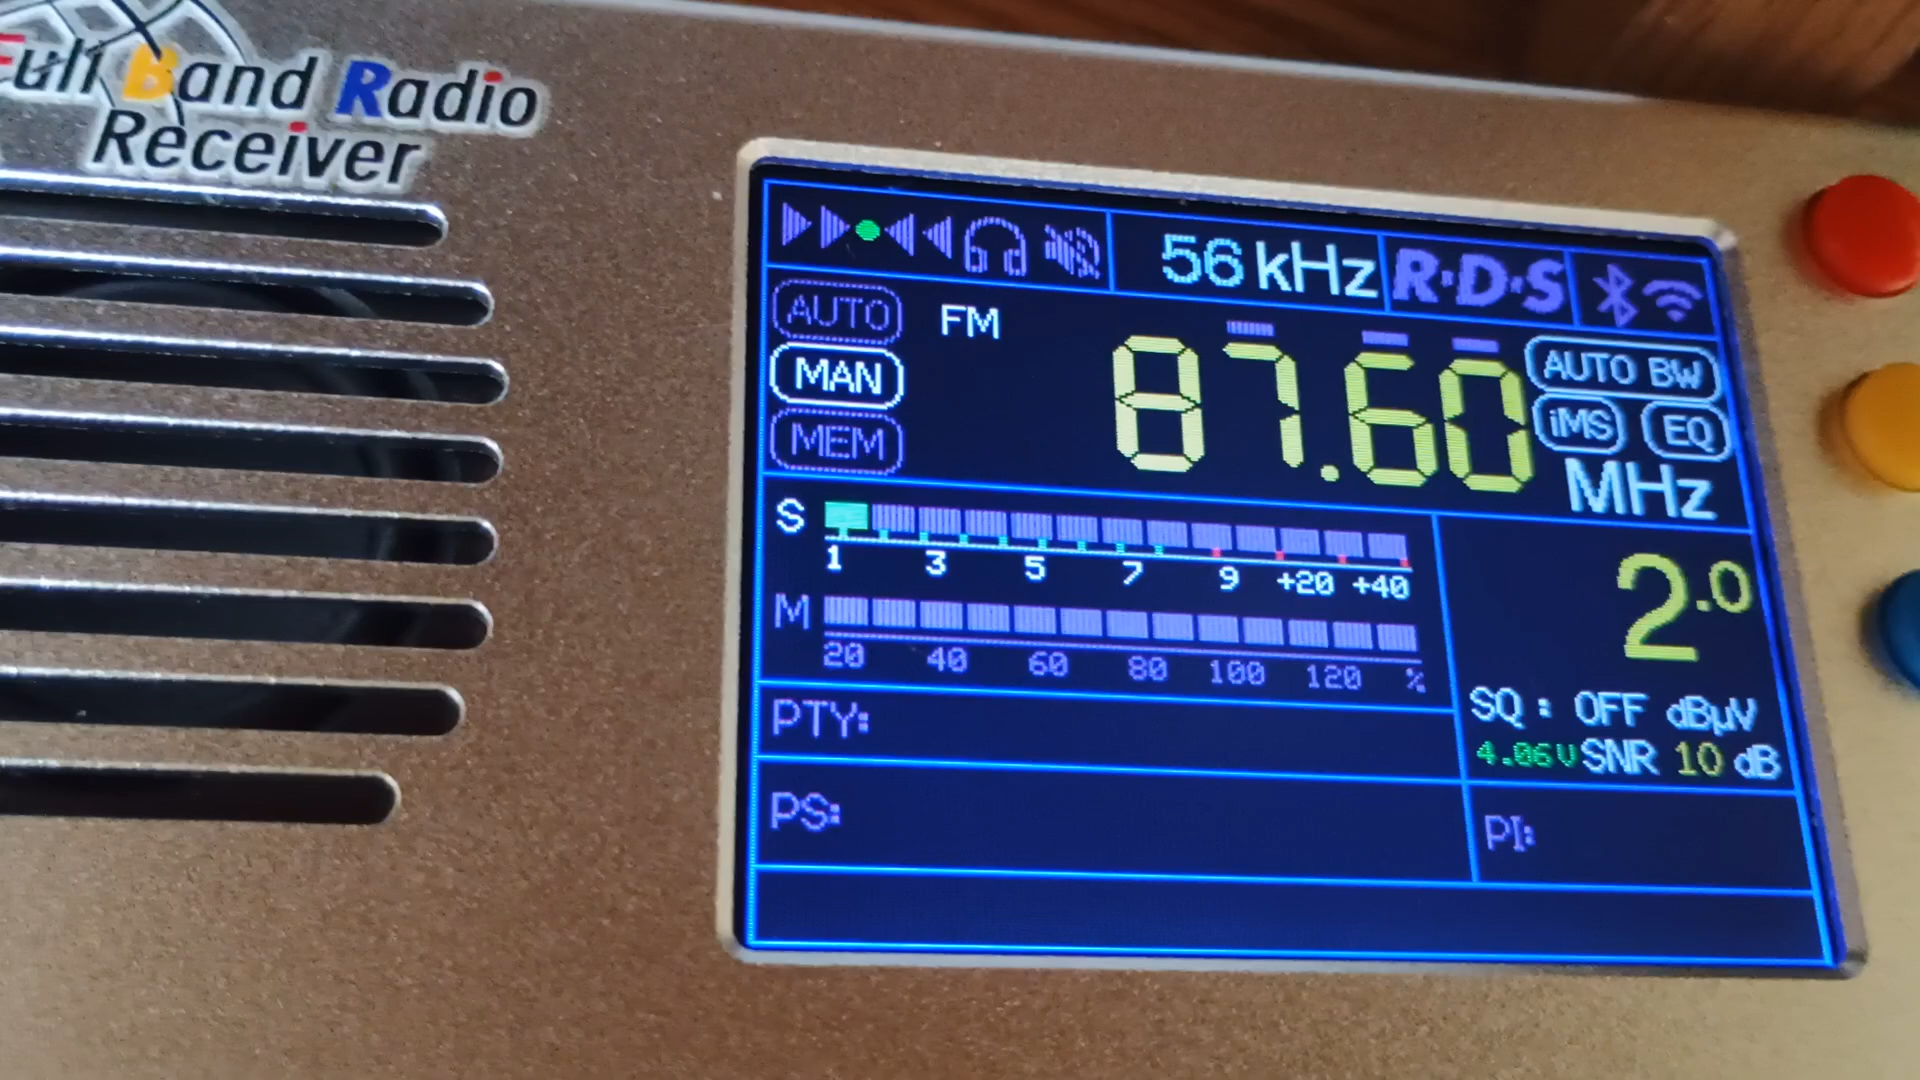 Full Band Radio
Receiver
56 kHz R·D·S
AUTO FM
MAN 87.60 AUTO BW
iMS EQ
MEM MHz
S
1 3 5 7 9 +20 +40
2.0
M
20 40 60 80 100 120 %
SQ : OFF dBµV
PTY:
4.06V SNR 10 dB
PS: PI: